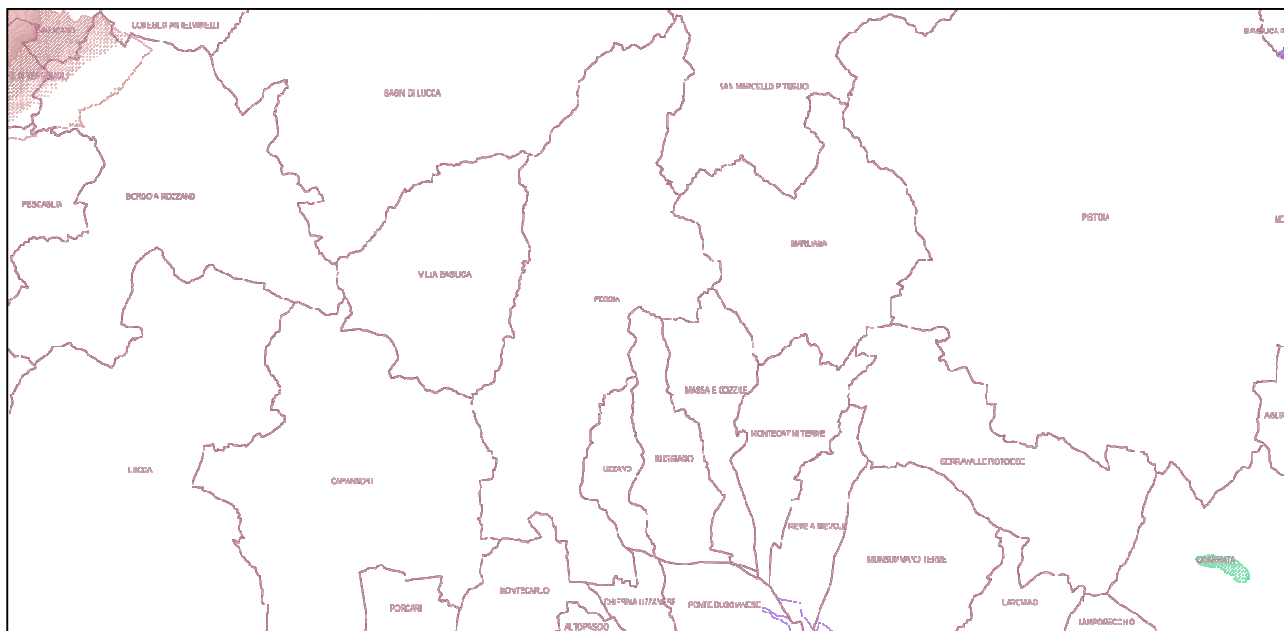 BORGO A MOZZANO
PESCAGLIA
BAGNI DI LUCCA
SAN MARCELLO PITEGLIO
PISTOIA
MARLIANA
VILLA BASILICA
PESCIA
MASSA E COZZILE
MONTECATINI TERME
LUCCA
CAPANNORI
UZZANO
BUGGIANO
SERRAVALLE PISTOIESE
PIEVE A NIEVOLE
MONSUMMANO TERME
QUARRATA
MONTECARLO
PORCARI
CHIESINA UZZANESE
PONTE BUGGIANESE
LARCIANO
LAMPORECCHIO
ALTOPASCIO